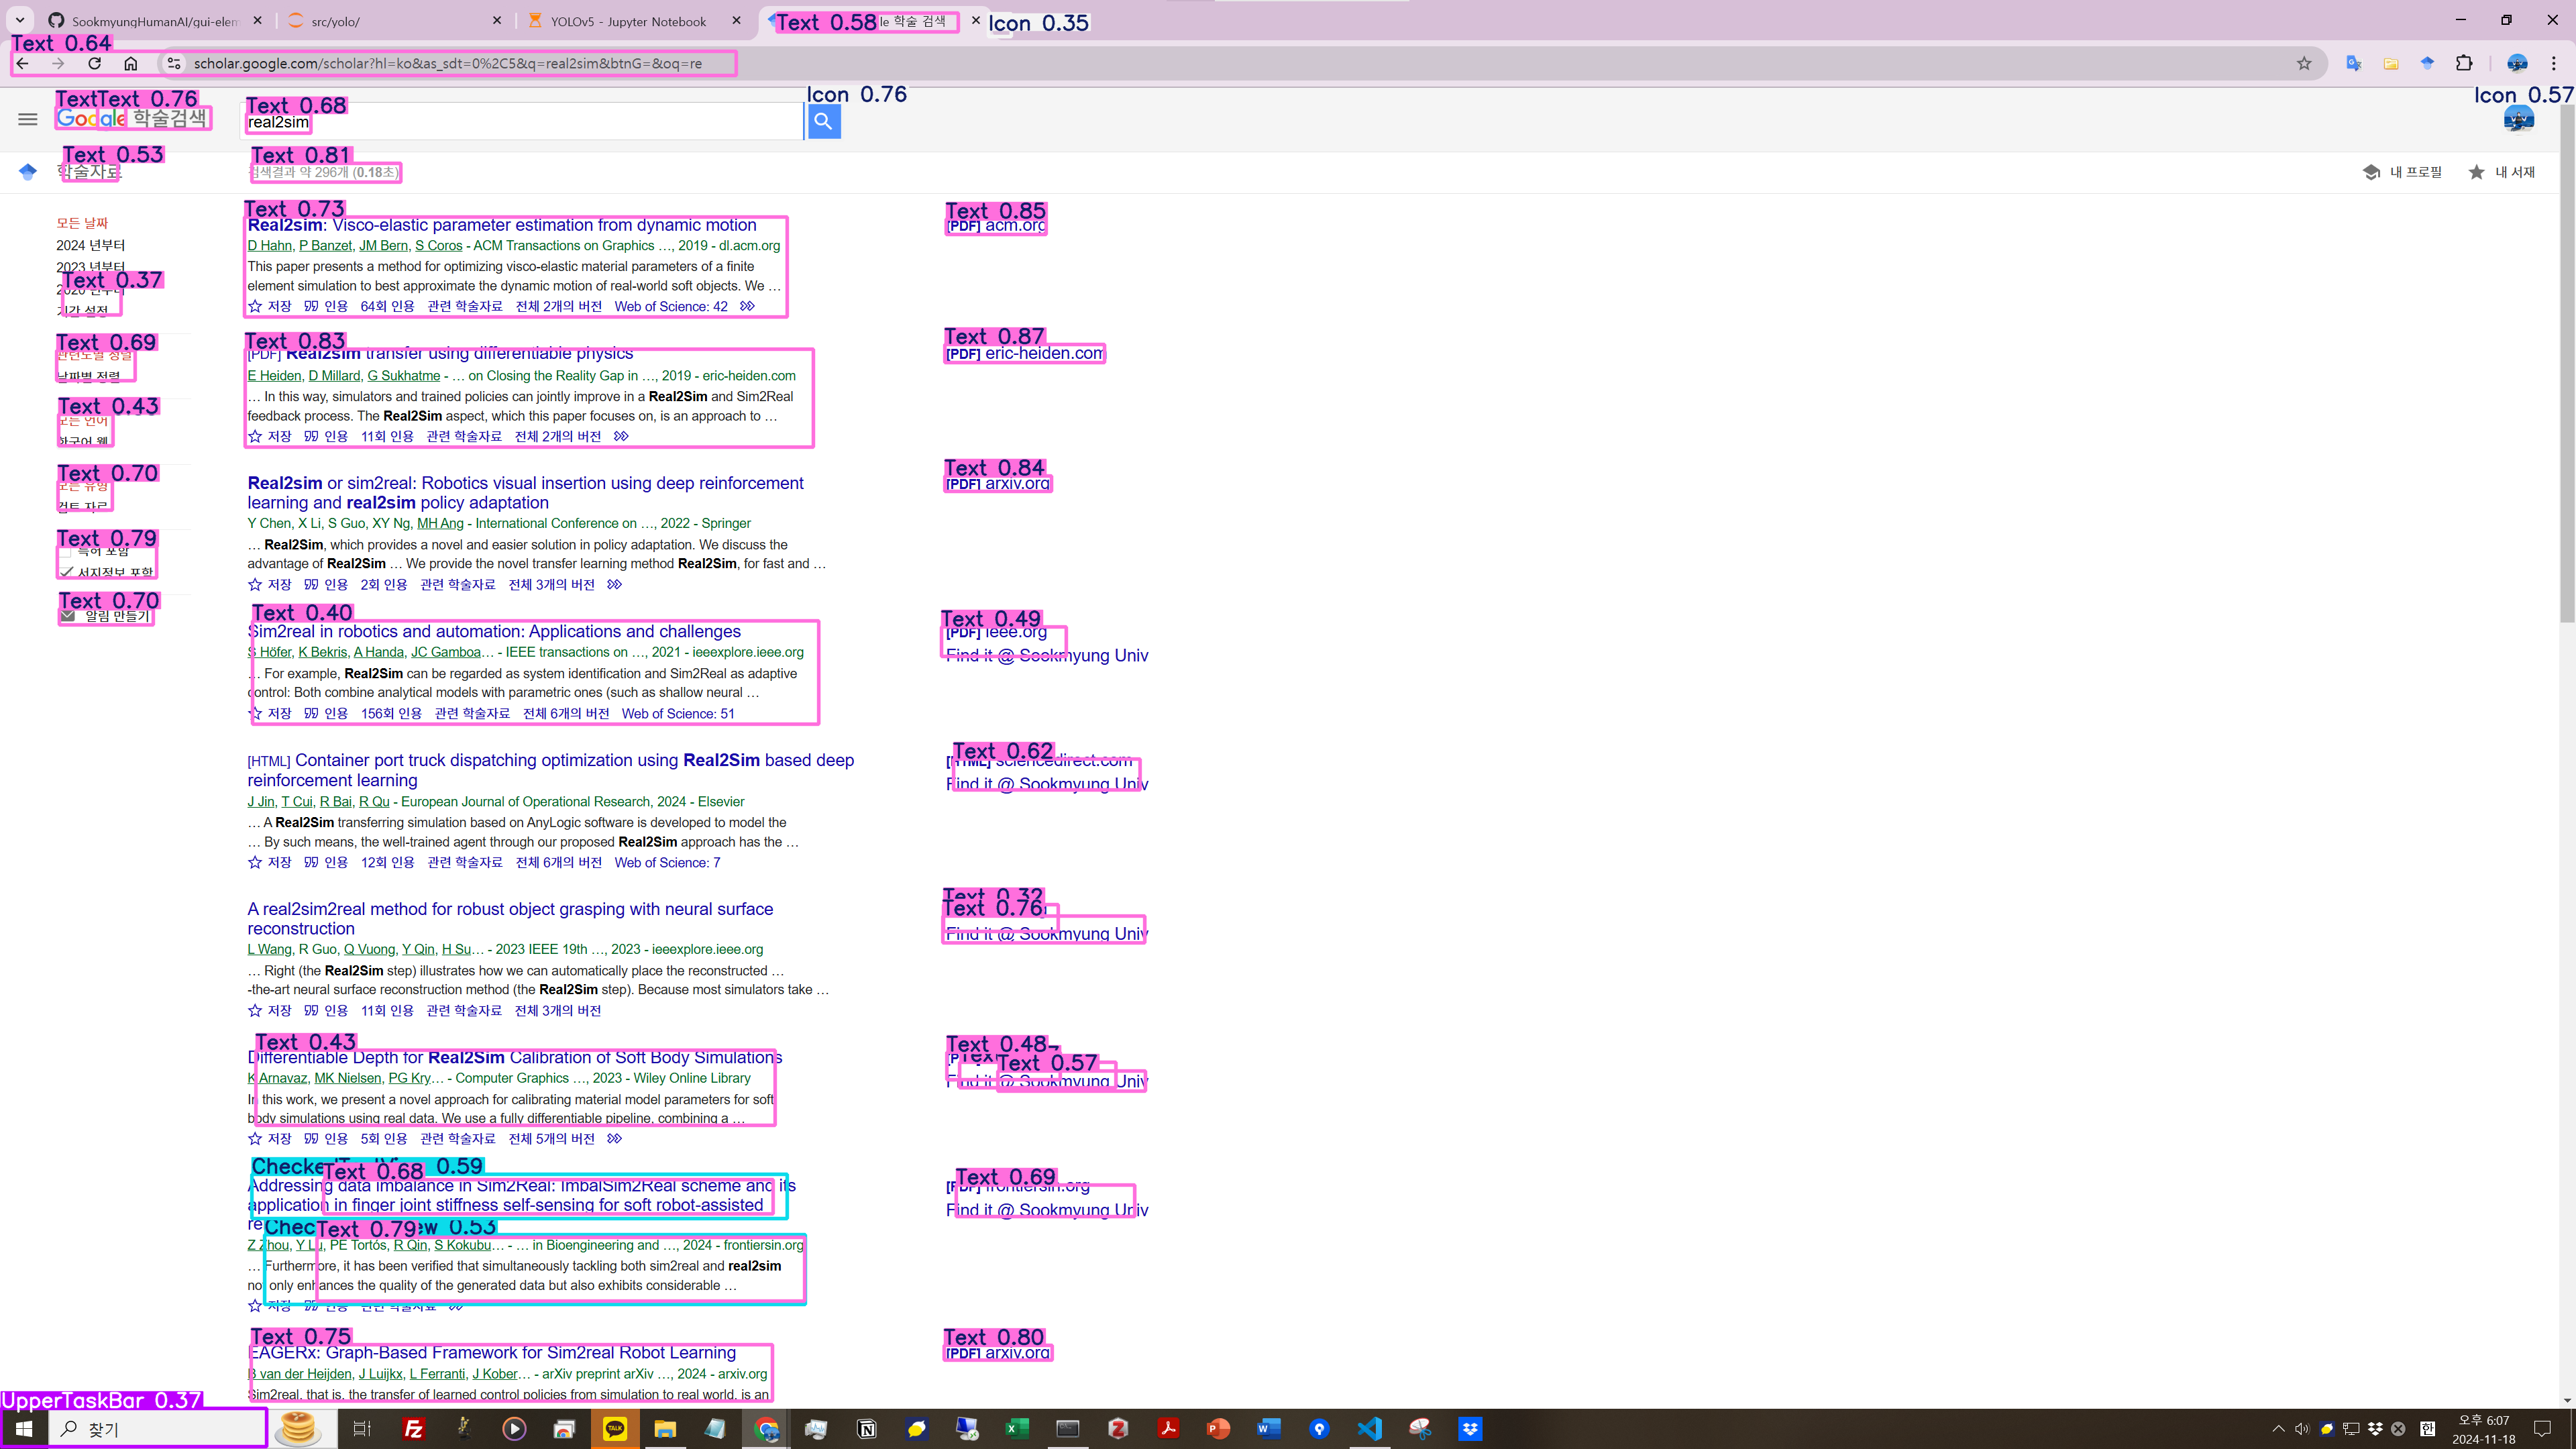 SookmyungHumanAI/gui-elem
src/yolo/
YOLOv5 - Jupyter Notebook
Text 0.58
le 학술 검색
Icon 0.35
Text 0.64
scholar.google.com/scholar?hl=ko&as_sdt=0%2C5&q=real2sim&btnG=&oq=re
TextText 0.76
Text 0.68
Icon 0.76
Icon 0.57
Google 학술검색
real2sim
Text 0.53
Text 0.81
학술자료
검색결과 약 296개 (0.18초)
내 프로필
내 서재
모든 날짜
2024 년부터
2023 년부터
Text 0.37
기간 설정
Text 0.69
관련도별 정렬
날짜별 정렬
Text 0.43
모든 언어
한국어 웹
Text 0.70
모든 유형
검토 자료
Text 0.79
특허 포함
서지정보 포함
Text 0.70
알림 만들기
Text 0.73
Real2sim: Visco-elastic parameter estimation from dynamic motion
D Hahn, P Banzet, JM Bern, S Coros - ACM Transactions on Graphics …, 2019 - dl.acm.org
This paper presents a method for optimizing visco-elastic material parameters of a finite
element simulation to best approximate the dynamic motion of real-world soft objects. We …
저장 인용 64회 인용 관련 학술자료 전체 2개의 버전 Web of Science: 42
Text 0.85
[PDF] acm.org
Text 0.83
[PDF] Real2sim transfer using differentiable physics
E Heiden, D Millard, G Sukhatme - … on Closing the Reality Gap in …, 2019 - eric-heiden.com
… In this way, simulators and trained policies can jointly improve in a Real2Sim and Sim2Real
feedback process. The Real2Sim aspect, which this paper focuses on, is an approach to …
저장 인용 11회 인용 관련 학술자료 전체 2개의 버전
Text 0.87
[PDF] eric-heiden.com
Real2sim or sim2real: Robotics visual insertion using deep reinforcement
learning and real2sim policy adaptation
Y Chen, X Li, S Guo, XY Ng, MH Ang - International Conference on …, 2022 - Springer
… Real2Sim, which provides a novel and easier solution in policy adaptation. We discuss the
advantage of Real2Sim … We provide the novel transfer learning method Real2Sim, for fast and …
저장 인용 2회 인용 관련 학술자료 전체 3개의 버전
Text 0.84
[PDF] arxiv.org
Text 0.40
Sim2real in robotics and automation: Applications and challenges
S Höfer, K Bekris, A Handa, JC Gamboa… - IEEE transactions on …, 2021 - ieeexplore.ieee.org
… For example, Real2Sim can be regarded as system identification and Sim2Real as adaptive
control: Both combine analytical models with parametric ones (such as shallow neural …
저장 인용 156회 인용 관련 학술자료 전체 6개의 버전 Web of Science: 51
Text 0.49
[PDF] ieee.org
Find it @ Sookmyung Univ
[HTML] Container port truck dispatching optimization using Real2Sim based deep
reinforcement learning
J Jin, T Cui, R Bai, R Qu - European Journal of Operational Research, 2024 - Elsevier
… A Real2Sim transferring simulation based on AnyLogic software is developed to model the
… By such means, the well-trained agent through our proposed Real2Sim approach has the …
저장 인용 12회 인용 관련 학술자료 전체 6개의 버전 Web of Science: 7
Text 0.62
[HTML] sciencedirect.com
Find it @ Sookmyung Univ
A real2sim2real method for robust object grasping with neural surface
reconstruction
L Wang, R Guo, Q Vuong, Y Qin, H Su… - 2023 IEEE 19th …, 2023 - ieeexplore.ieee.org
… Right (the Real2Sim step) illustrates how we can automatically place the reconstructed …
-the-art neural surface reconstruction method (the Real2Sim step). Because most simulators take …
저장 인용 11회 인용 관련 학술자료 전체 3개의 버전
Text 0.32
Text 0.76
Find it @ Sookmyung Univ
Text 0.43
Differentiable Depth for Real2Sim Calibration of Soft Body Simulations
K Arnavaz, MK Nielsen, PG Kry… - Computer Graphics …, 2023 - Wiley Online Library
In this work, we present a novel approach for calibrating material model parameters for soft
body simulations using real data. We use a fully differentiable pipeline, combining a …
저장 인용 5회 인용 관련 학술자료 전체 5개의 버전
Text 0.48
Text 0.57
Find it @ Sookmyung Univ
0.59
Text 0.68
Addressing data imbalance in Sim2Real: ImbalSim2Real scheme and its
application in finger joint stiffness self-sensing for soft robot-assisted
0.53
Text 0.79
Z Zhou, Y Lu, PE Tortós, R Qin, S Kokubu… - … in Bioengineering and …, 2024 - frontiersin.org
… Furthermore, it has been verified that simultaneously tackling both sim2real and real2sim
not only enhances the quality of the generated data but also exhibits considerable …
저장 인용 관련 학술자료
Text 0.69
[PDF] frontiersin.org
Find it @ Sookmyung Univ
Text 0.75
EAGERx: Graph-Based Framework for Sim2real Robot Learning
B van der Heijden, J Luijkx, L Ferranti, J Kober… - arXiv preprint arXiv …, 2024 - arxiv.org
Sim2real, that is, the transfer of learned control policies from simulation to real world, is an
Text 0.80
[PDF] arxiv.org
UpperTaskBar 0.37
찾기
TALK
오후 6:07
2024-11-18